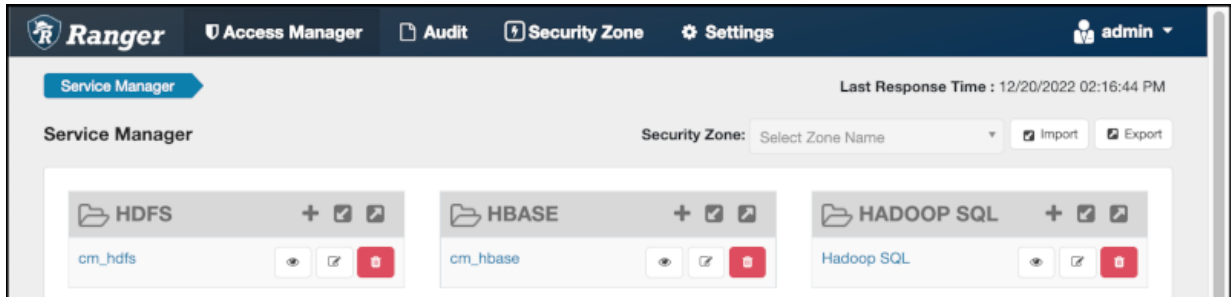 Ranger Access Manager Audit Security Zone Settings admin
Service Manager Last Response Time : 12/20/2022 02:16:44 PM
Service Manager Security Zone: Select Zone Name Import Export
HDFS HBASE HADOOP SQL
cm_hdfs cm_hbase Hadoop SQL